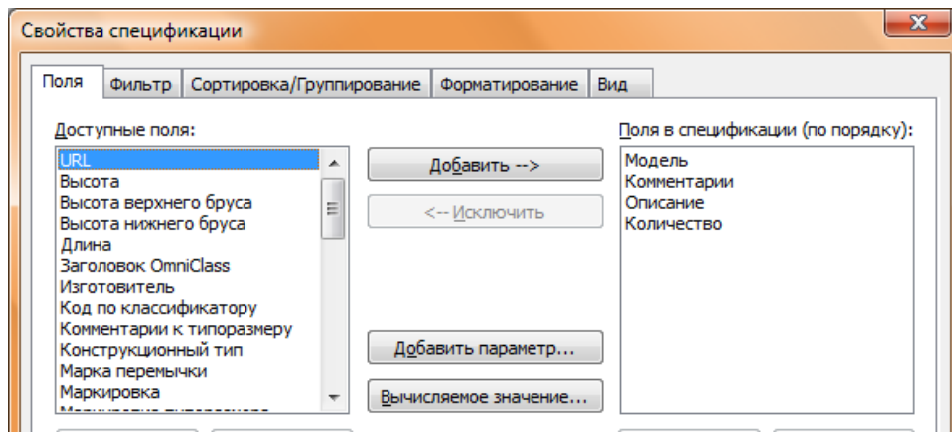 Свойства спецификации
Поля
Фильтр
Сортировка/Группирование
Форматирование
Вид
Доступные поля:
URL
Высота
Высота верхнего бруса
Высота нижнего бруса
Длина
Заголовок OmniClass
Изготовитель
Код по классификатору
Комментарии к типоразмеру
Конструкционный тип
Марка перемычки
Маркировка
Добавить -->
<-- Исключить
Добавить параметр...
Вычисляемое значение...
Поля в спецификации (по порядку):
Модель
Комментарии
Описание
Количество